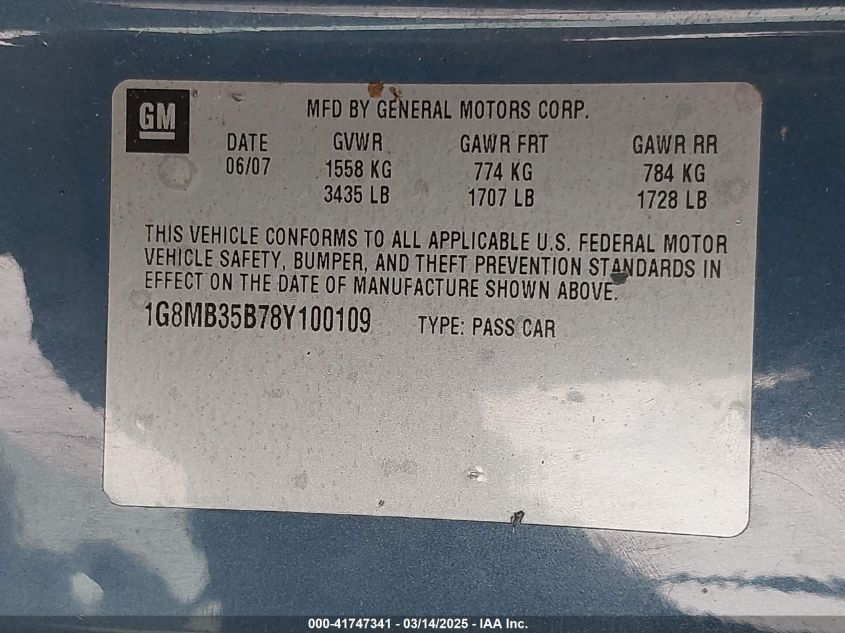 GM
MFD BY GENERAL MOTORS CORP.
DATE GVWR GAWR FRT GAWR RR
06/07 1558 KG 774 KG 784 KG
3435 LB 1707 LB 1728 LB
THIS VEHICLE CONFORMS TO ALL APPLICABLE U.S. FEDERAL MOTOR
VEHICLE SAFETY, BUMPER, AND THEFT PREVENTION STANDARDS IN
EFFECT ON THE DATE OF MANUFACTURE SHOWN ABOVE.
1G8MB35B78Y100109 TYPE: PASS CAR
000-41747341 - 03/14/2025 - IAA Inc.